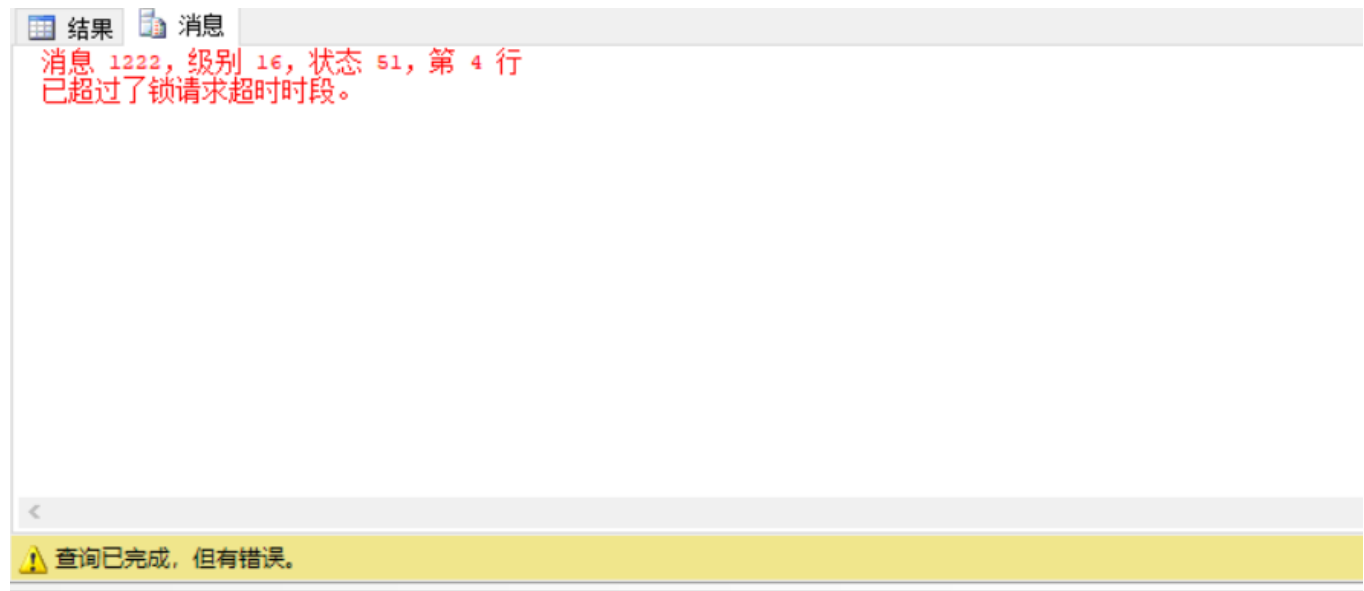 结果 消息
消息 1222，级别 16，状态 51，第 4 行
已超过了锁请求超时时段。
查询已完成，但有错误。